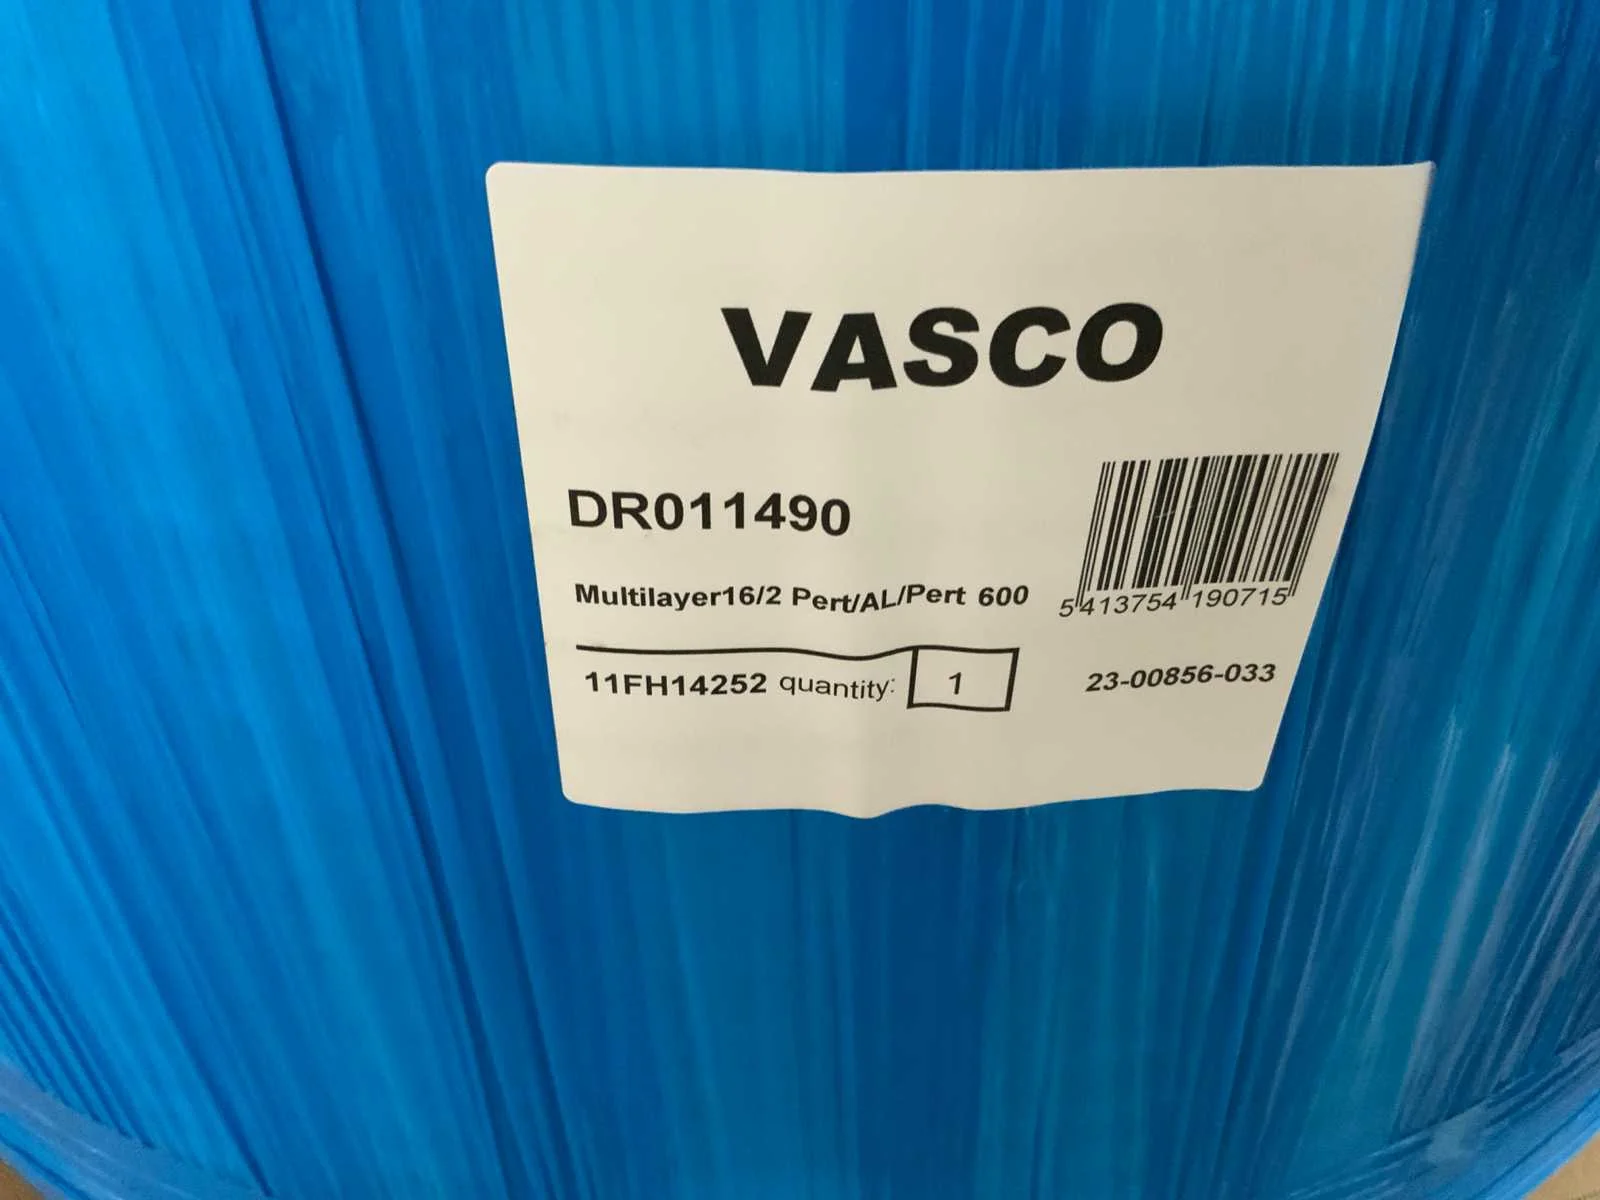 VASCO
DR011490
Multilayer16/2 Pert/AL/Pert 600
5 413754 190715
11FH14252 quantity: 1
23-00856-033